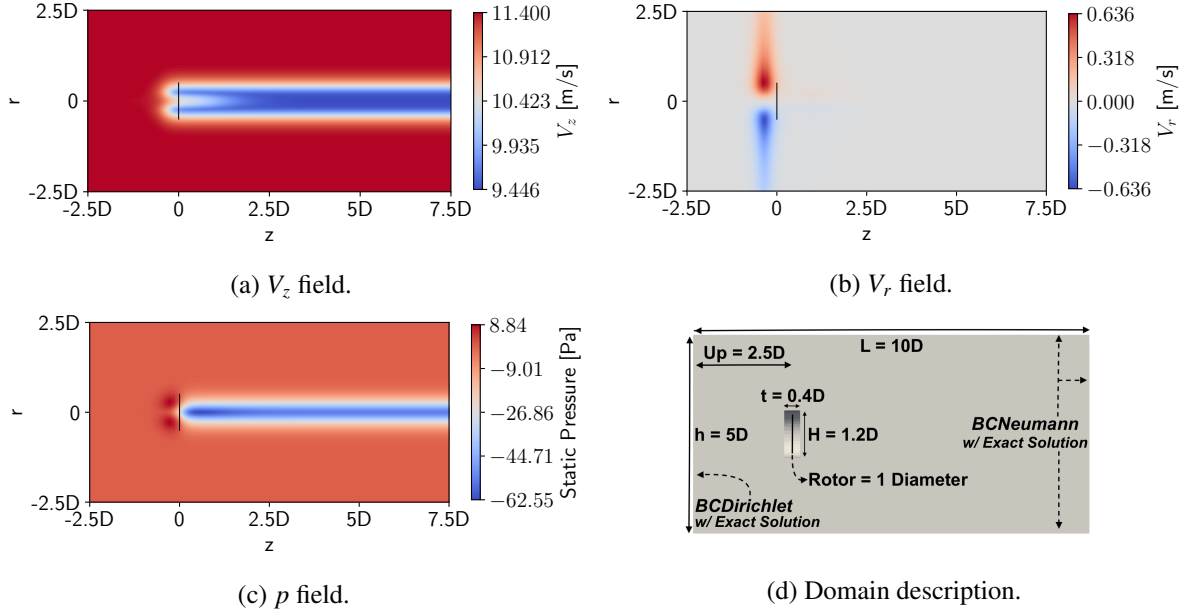 2.5D
r
0
-2.5D
-2.5D 0 2.5D 5D 7.5D
z
11.400
10.912
10.423
9.935
9.446
V_z [m/s]
(a) V_z field.
2.5D
r
0
-2.5D
-2.5D 0 2.5D 5D 7.5D
z
0.636
0.318
0.000
−0.318
−0.636
V_r [m/s]
(b) V_r field.
2.5D
r
0
-2.5D
-2.5D 0 2.5D 5D 7.5D
z
8.84
−9.01
−26.86
−44.71
−62.55
Static Pressure [Pa]
(c) p field.
L = 10D
Up = 2.5D
t = 0.4D
h = 5D
H = 1.2D
BCNeumann
w/ Exact Solution
Rotor = 1 Diameter
BCDirichlet
w/ Exact Solution
(d) Domain description.